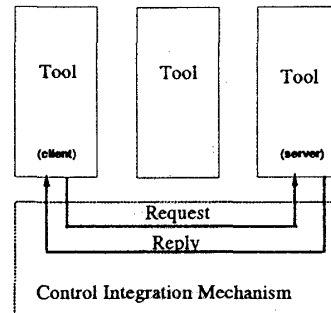 Tool
Tool
Tool
(client)
(server)
Request
Reply
Control Integration Mechanism